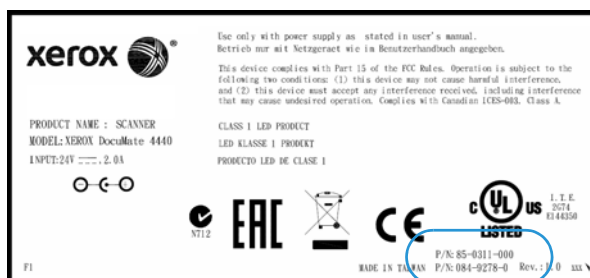 xerox
Use only with power supply as stated in user's manual.
Betrieb nur mit Netzgeraet wie im Benutzerhandbuch angegeben.
This device complies with Part 15 of the FCC Rules. Operation is subject to the
following two conditions: (1) this device may not cause harmful interference,
and (2) this device must accept any interference received, including interference
that may cause undesired operation. Complies with Canadian ICES-003, Class A.
PRODUCT NAME : SCANNER
MODEL: XEROX DocuMate 4440
INPUT:24V 2.0A
CLASS 1 LED PRODUCT
LED KLASSE 1 PRODUKT
PRODUCTO LED DE CLASE 1
N712
EAC
CE
C UL US
LISTED
I.T.E.
2G74
E144350
P/N: 85-0311-000
F1
MADE IN TAIWAN P/N: 084-9278-0 Rev.: 1.0